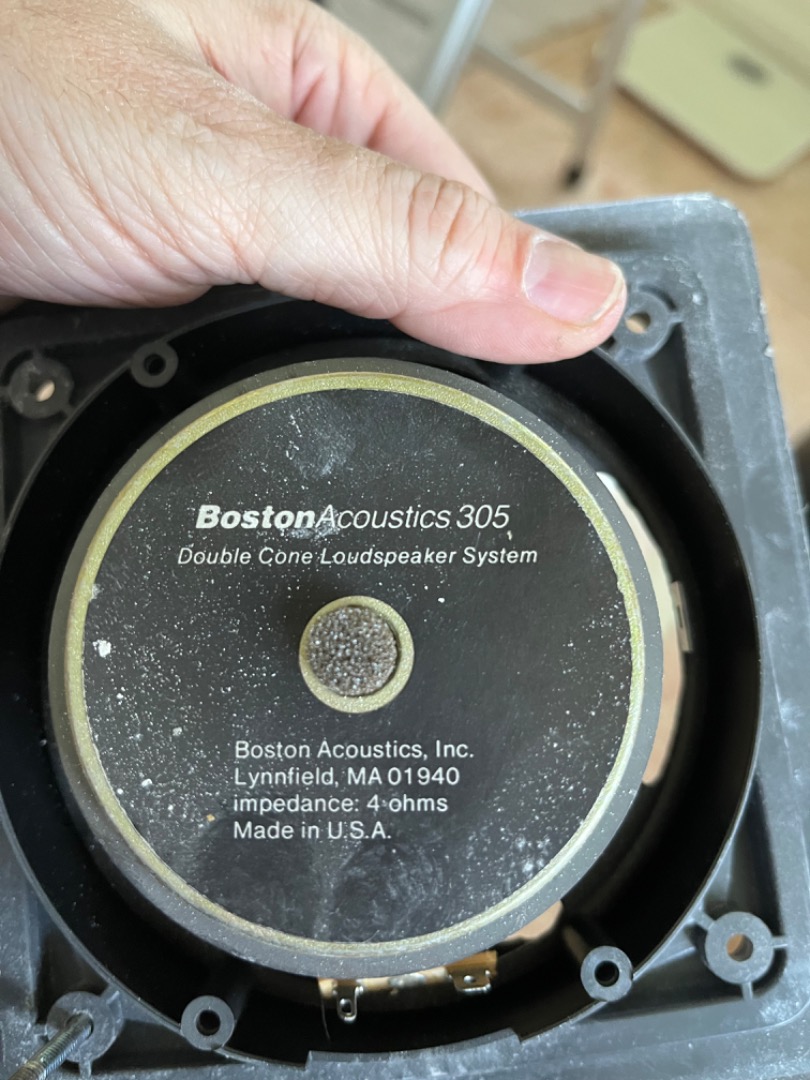 BostonAcoustics 305
Double Cone Loudspeaker System
Boston Acoustics, Inc.
Lynnfield, MA 01940
impedance: 4 ohms
Made in U.S.A.